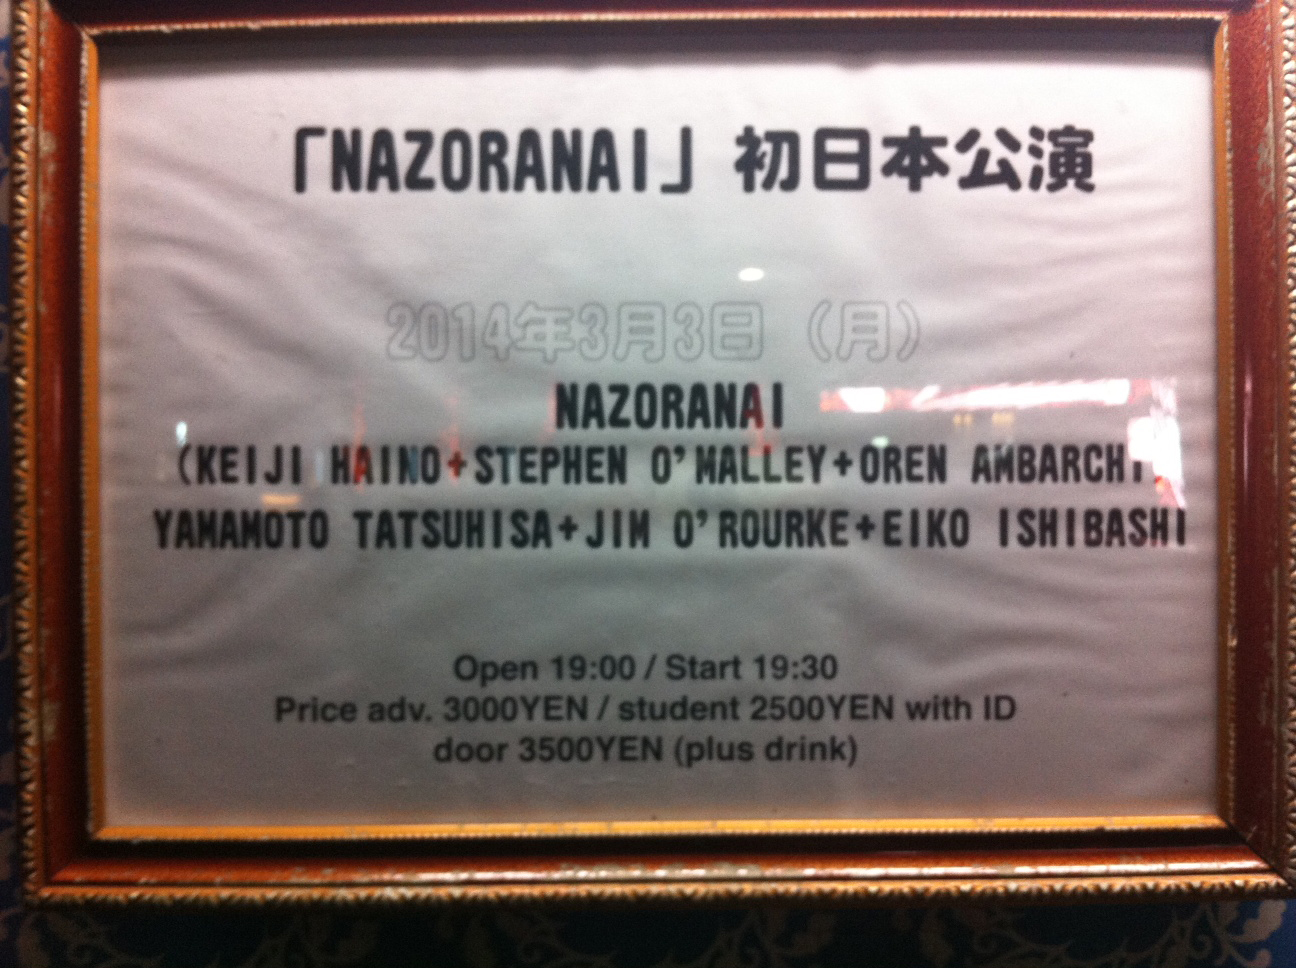 「NAZORANAI」 初日本公演
2014年3月3日 (月)
NAZORANAI
(KEIJI HAINO+STEPHEN O'MALLEY+OREN AMBARCHI)
YAMAMOTO TATSUHISA+JIM O'ROURKE+EIKO ISHIBASHI
Open 19:00 / Start 19:30
Price adv. 3000YEN / student 2500YEN with ID
door 3500YEN (plus drink)